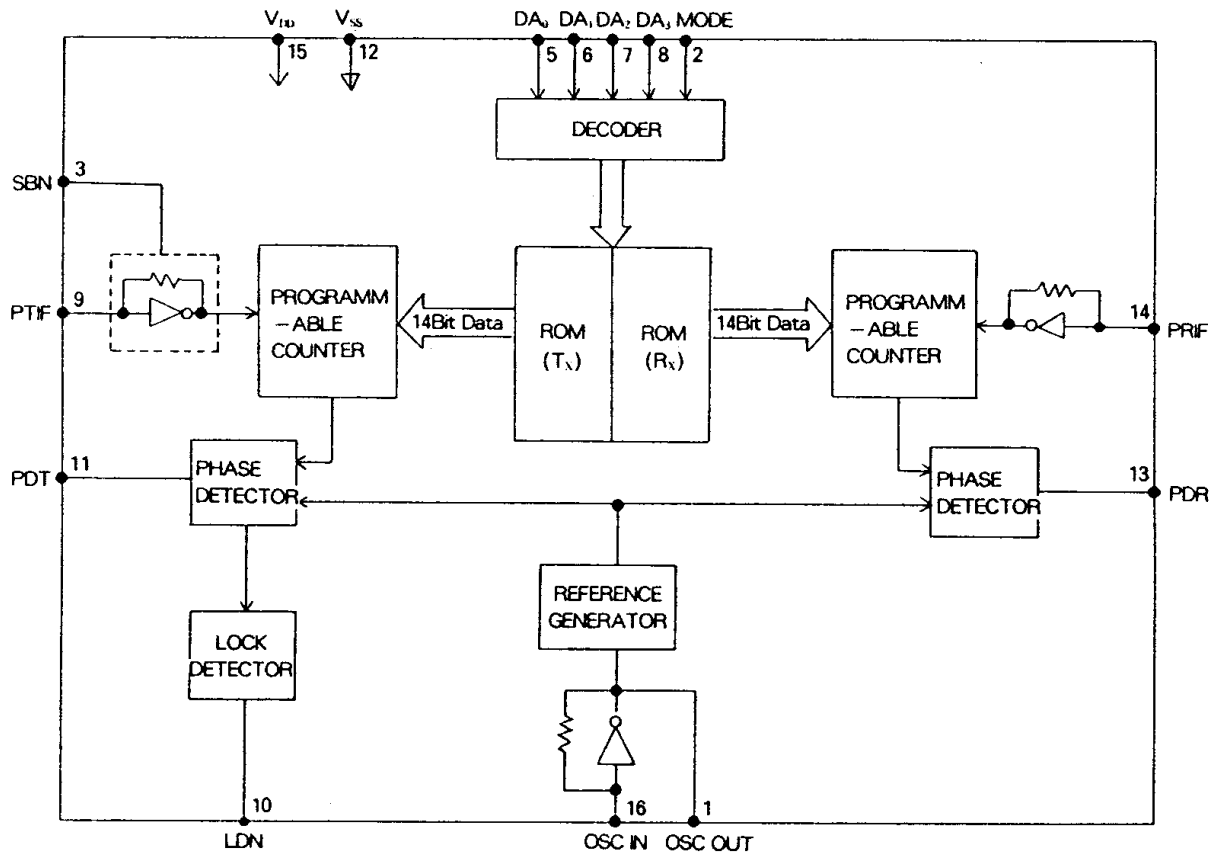 VDD VSS DA0 DA1 DA2 DA3 MODE
15 12 5 6 7 8 2
DECODER
3
SBN
9
PTIF
PROGRAMM
-ABLE
COUNTER
14Bit Data
ROM
(TX)
ROM
(RX)
14Bit Data
PROGRAMM
-ABLE
COUNTER
14
PRIF
11
PDT
PHASE
DETECTOR
PHASE
DETECTOR
13
PDR
REFERENCE
GENERATOR
LOCK
DETECTOR
10
LDN
16 1
OSC IN OSC OUT